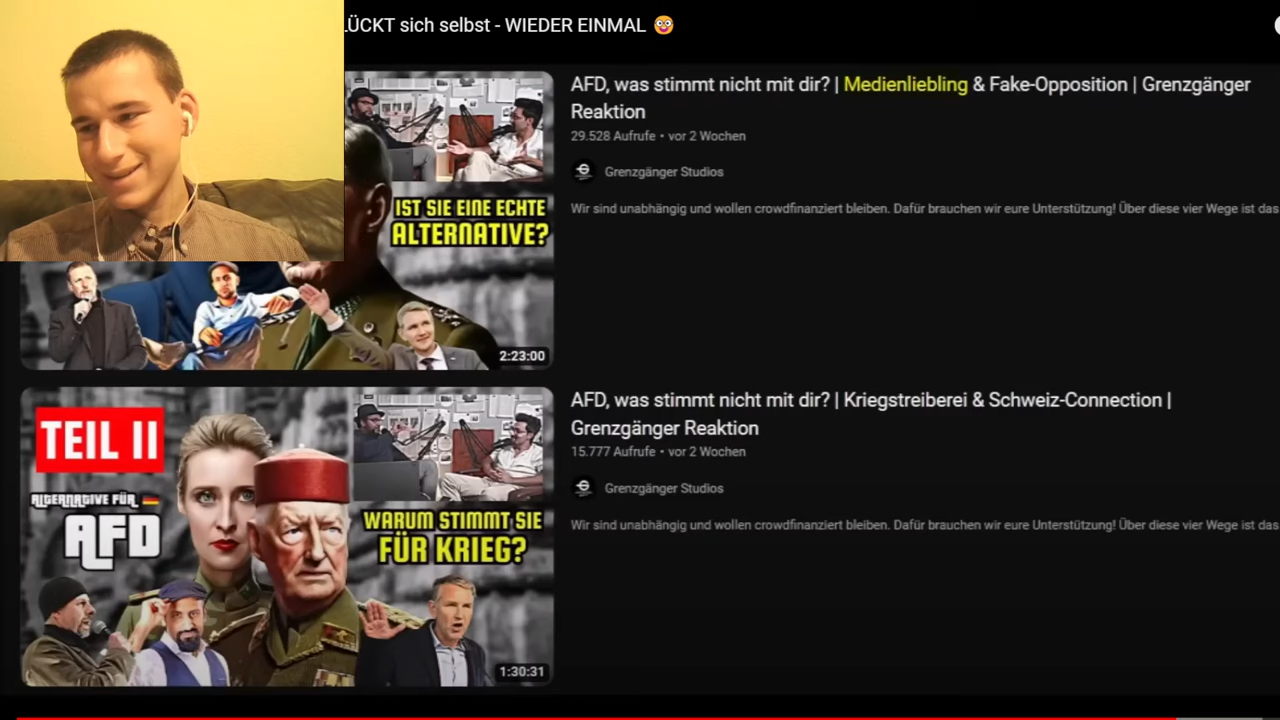 LÜCKT sich selbst - WIEDER EINMAL 🤡
AFD, was stimmt nicht mit dir? | Medienliebling & Fake-Opposition | Grenzgänger
Reaktion
29.528 Aufrufe • vor 2 Wochen
Grenzgänger Studios
Wir sind unabhängig und wollen crowdfinanziert bleiben. Dafür brauchen wir eure Unterstützung! Über diese vier Wege ist das
IST SIE EINE ECHTE
ALTERNATIVE?
2:23:00
AFD, was stimmt nicht mit dir? | Kriegstreiberei & Schweiz-Connection |
Grenzgänger Reaktion
15.777 Aufrufe • vor 2 Wochen
Grenzgänger Studios
Wir sind unabhängig und wollen crowdfinanziert bleiben. Dafür brauchen wir eure Unterstützung! Über diese vier Wege ist das
TEIL II
ALTERNATIVE FÜR
AFD
WARUM STIMMT SIE
FÜR KRIEG?
1:30:31